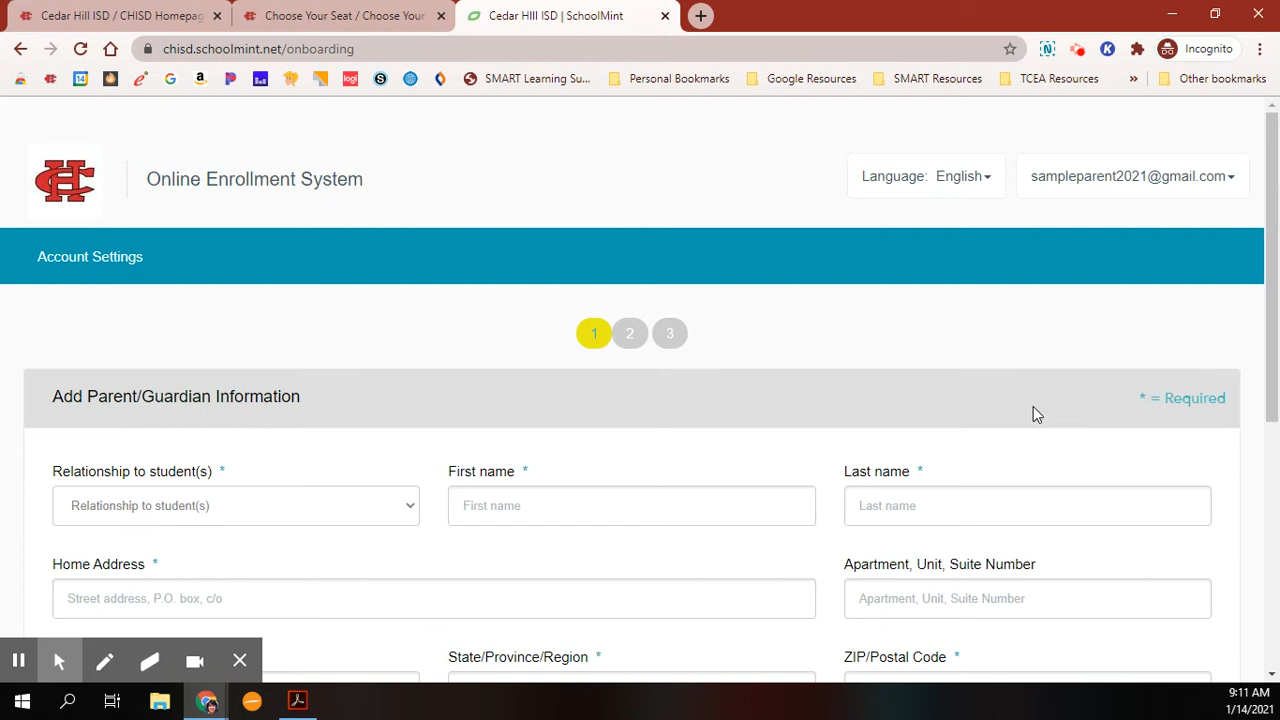 Cedar Hill ISD / CHISD Homepag
Choose Your Seat / Choose Your
Cedar HIll ISD | SchoolMint
chisd.schoolmint.net/onboarding
Incognito
14
logi
SMART Learning Su...
Personal Bookmarks
Google Resources
SMART Resources
TCEA Resources
»
Other bookmarks
Online Enrollment System
Language: English
sampleparent2021@gmail.com
Account Settings
1 2 3
Add Parent/Guardian Information
* = Required
Relationship to student(s) *
First name *
Last name *
Relationship to student(s)
First name
Last name
Home Address *
Apartment, Unit, Suite Number
Street address, P.O. box, c/o
Apartment, Unit, Suite Number
State/Province/Region *
ZIP/Postal Code *
9:11 AM
1/14/2021